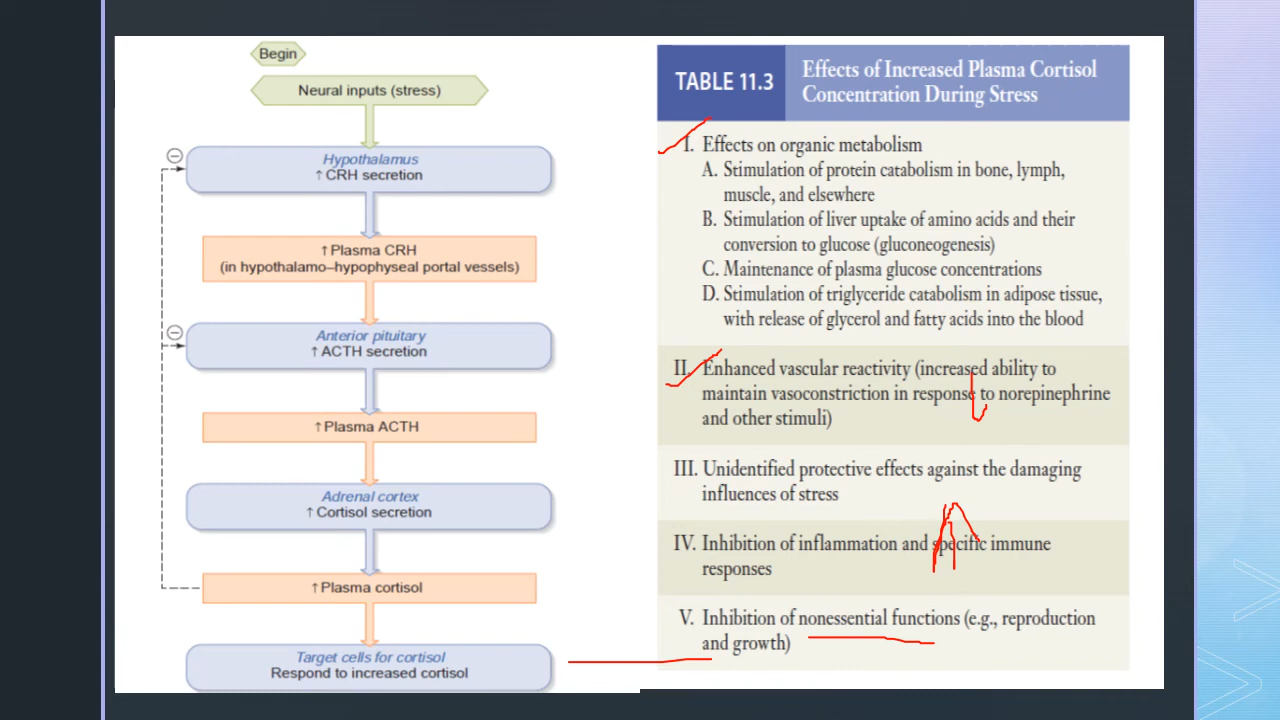 Begin
Neural inputs (stress)
Hypothalamus
↑ CRH secretion
↑ Plasma CRH
(in hypothalamo–hypophyseal portal vessels)
Anterior pituitary
↑ ACTH secretion
↑ Plasma ACTH
Adrenal cortex
↑ Cortisol secretion
↑ Plasma cortisol
Target cells for cortisol
Respond to increased cortisol
TABLE 11.3
Effects of Increased Plasma Cortisol
Concentration During Stress
I. Effects on organic metabolism
A. Stimulation of protein catabolism in bone, lymph,
muscle, and elsewhere
B. Stimulation of liver uptake of amino acids and their
conversion to glucose (gluconeogenesis)
C. Maintenance of plasma glucose concentrations
D. Stimulation of triglyceride catabolism in adipose tissue,
with release of glycerol and fatty acids into the blood
II. Enhanced vascular reactivity (increased ability to
maintain vasoconstriction in response to norepinephrine
and other stimuli)
III. Unidentified protective effects against the damaging
influences of stress
IV. Inhibition of inflammation and specific immune
responses
V. Inhibition of nonessential functions (e.g., reproduction
and growth)